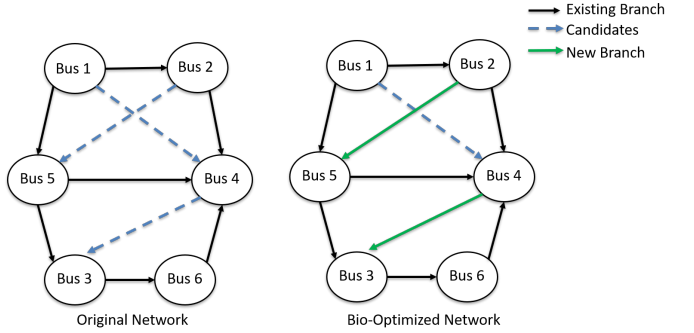 Existing Branch
Candidates
New Branch
Bus 1
Bus 2
Bus 5
Bus 4
Bus 3
Bus 6
Original Network
Bus 1
Bus 2
Bus 5
Bus 4
Bus 3
Bus 6
Bio-Optimized Network